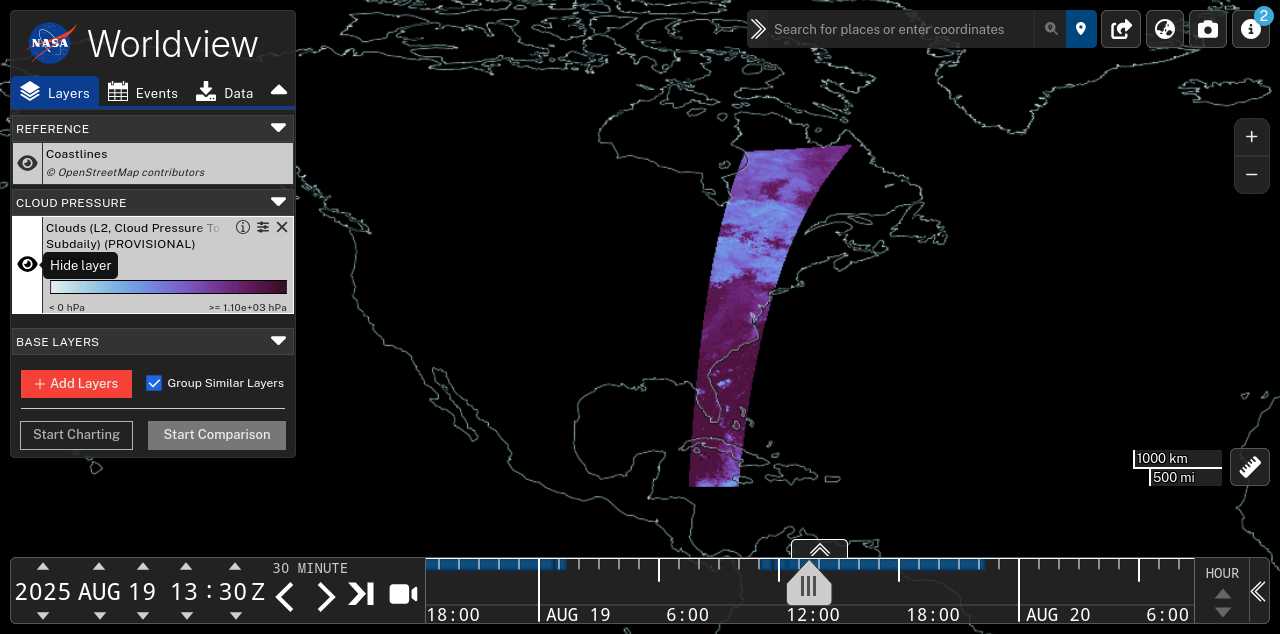 NASA
Worldview
Layers
Events
Data
REFERENCE
Coastlines
© OpenStreetMap contributors
CLOUD PRESSURE
Clouds (L2, Cloud Pressure To
Subdaily) (PROVISIONAL)
Hide layer
< 0 hPa
>= 1.10e+03 hPa
BASE LAYERS
+ Add Layers
Group Similar Layers
Start Charting
Start Comparison
Search for places or enter coordinates
2
+
−
1000 km
500 mi
2025 AUG 19 13 : 30 Z
30 MINUTE
18:00
AUG 19
6:00
12:00
18:00
AUG 20
6:00
HOUR